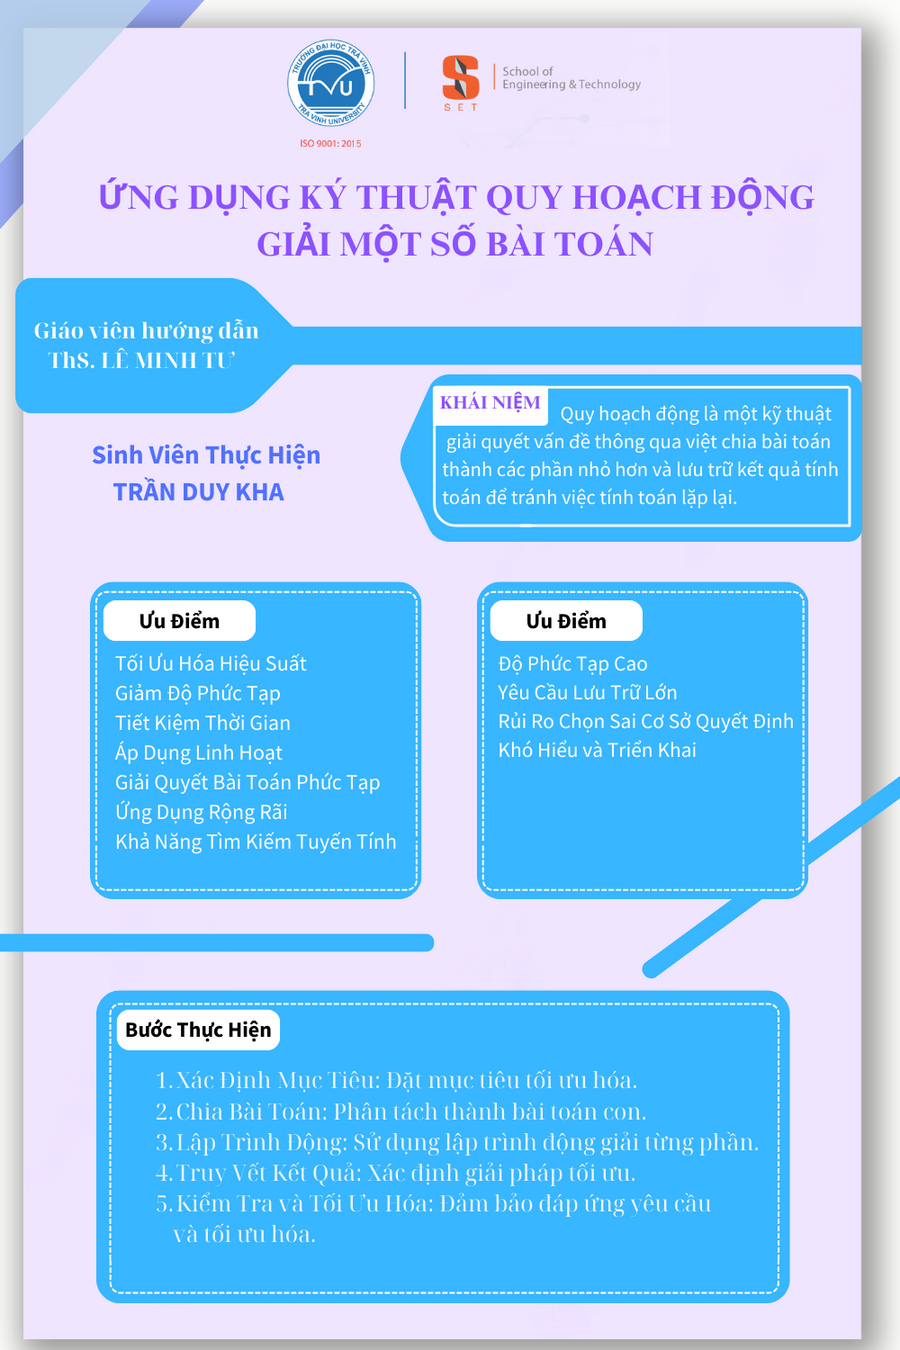 TRƯỜNG ĐẠI HỌC TRÀ VINH
TVU
TRA VINH UNIVERSITY
ISO 9001: 2015
SET
School of
Engineering & Technology
ỨNG DỤNG KÝ THUẬT QUY HOẠCH ĐỘNG
GIẢI MỘT SỐ BÀI TOÁN
Giáo viên hướng dẫn
ThS. LÊ MINH TƯ
Sinh Viên Thực Hiện
TRẦN DUY KHA
KHÁI NIỆM
Quy hoạch động là một kỹ thuật
giải quyết vấn đề thông qua việt chia bài toán
thành các phần nhỏ hơn và lưu trữ kết quả tính
toán để tránh việc tính toán lặp lại.
Ưu Điểm
Tối Ưu Hóa Hiệu Suất
Giảm Độ Phức Tạp
Tiết Kiệm Thời Gian
Áp Dụng Linh Hoạt
Giải Quyết Bài Toán Phức Tạp
Ứng Dụng Rộng Rãi
Khả Năng Tìm Kiếm Tuyến Tính
Ưu Điểm
Độ Phức Tạp Cao
Yêu Cầu Lưu Trữ Lớn
Rủi Ro Chọn Sai Cơ Sở Quyết Định
Khó Hiểu và Triển Khai
Bước Thực Hiện
1. Xác Định Mục Tiêu: Đặt mục tiêu tối ưu hóa.
2. Chia Bài Toán: Phân tách thành bài toán con.
3. Lập Trình Động: Sử dụng lập trình động giải từng phần.
4. Truy Vết Kết Quả: Xác định giải pháp tối ưu.
5. Kiểm Tra và Tối Ưu Hóa: Đảm bảo đáp ứng yêu cầu
và tối ưu hóa.